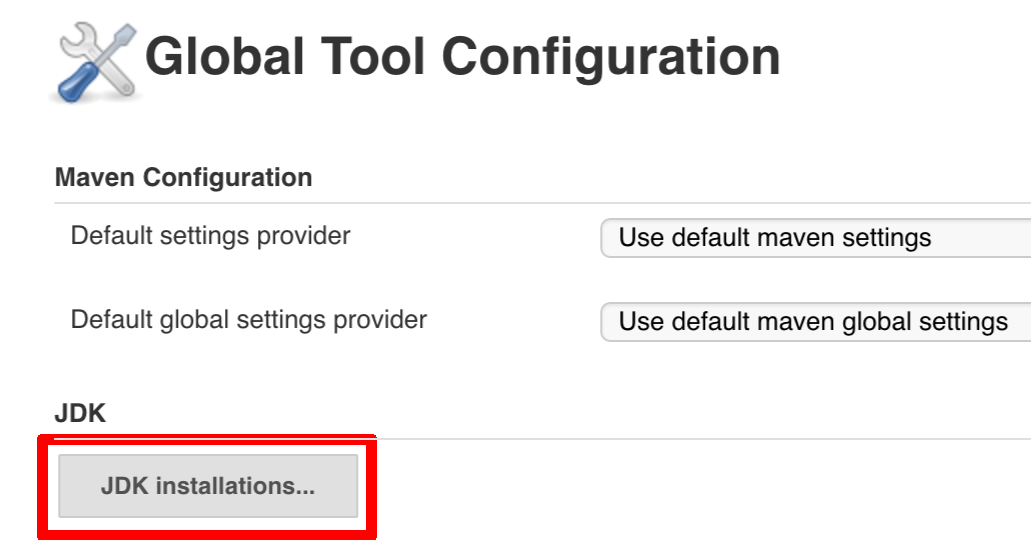 Global Tool Configuration
Maven Configuration
Default settings provider
Use default maven settings
Default global settings provider
Use default maven global settings
JDK
JDK installations...